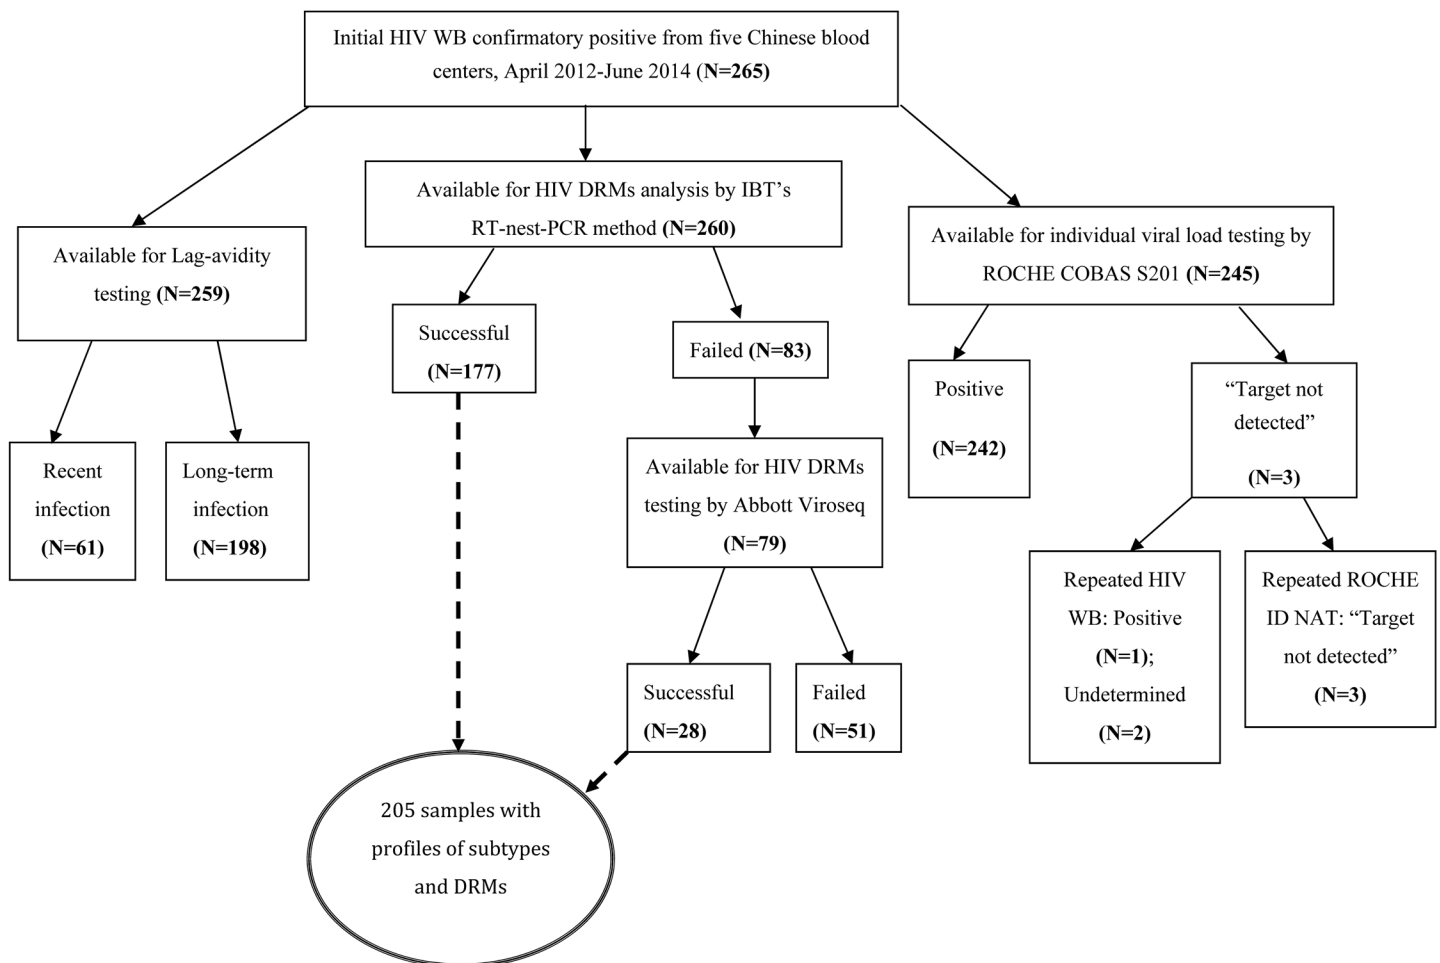 Initial HIV WB confirmatory positive from five Chinese blood
centers, April 2012-June 2014 (N=265)
Available for Lag-avidity
testing (N=259)
Recent
infection
(N=61)
Long-term
infection
(N=198)
Available for HIV DRMs analysis by IBT’s
RT-nest-PCR method (N=260)
Successful
(N=177)
Failed (N=83)
Available for HIV DRMs
testing by Abbott Viroseq
(N=79)
Successful
(N=28)
Failed
(N=51)
205 samples with
profiles of subtypes
and DRMs
Available for individual viral load testing by
ROCHE COBAS S201 (N=245)
Positive
(N=242)
“Target not
detected”
(N=3)
Repeated HIV
WB: Positive
(N=1);
Undetermined
(N=2)
Repeated ROCHE
ID NAT: “Target
not detected”
(N=3)